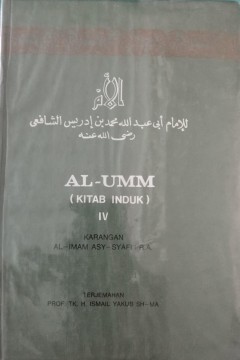 الأم
للإمام أبي عبد الله محمد بن إدريس الشافعي
رضى الله عنه
AL-UMM
(KITAB INDUK)
IV
KARANGAN
AL-IMAM ASY-SYAFI'I R.A.
TERJEMAHAN
PROF. TK. H. ISMAIL YAKUB SH-MA